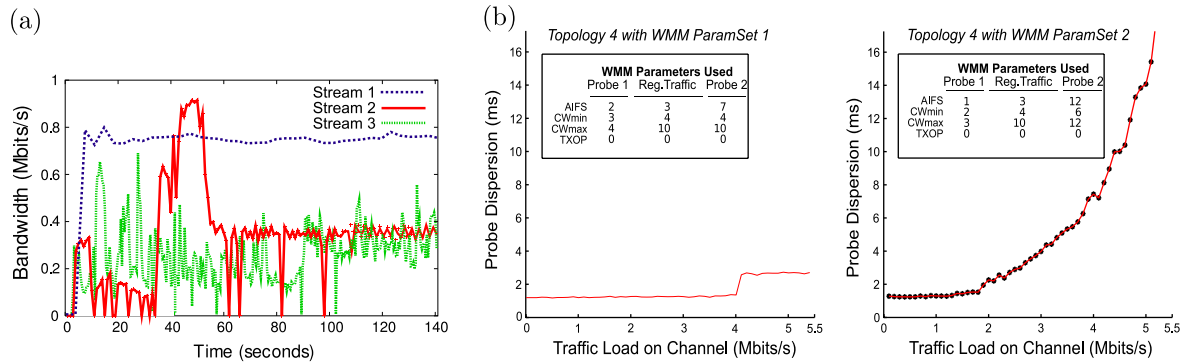 (a)
Bandwidth (Mbits/s)
1
0.8
0.6
0.4
0.2
0
Stream 1
Stream 2
Stream 3
0 20 40 60 80 100 120 140
Time (seconds)
(b)
Topology 4 with WMM ParamSet 1
WMM Parameters Used
Probe 1 Reg.Traffic Probe 2
AIFS 2 3 7
CWmin 3 4 4
CWmax 4 10 10
TXOP 0 0 0
Probe Dispersion (ms)
16
14
12
10
8
6
4
2
0
0 1 2 3 4 5 5.5
Traffic Load on Channel (Mbits/s)
Topology 4 with WMM ParamSet 2
WMM Parameters Used
Probe 1 Reg.Traffic Probe 2
AIFS 1 3 12
CWmin 2 4 6
CWmax 3 10 12
TXOP 0 0 0
Probe Dispersion (ms)
16
14
12
10
8
6
4
2
0
0 1 2 3 4 5 5.5
Traffic Load on Channel (Mbits/s)